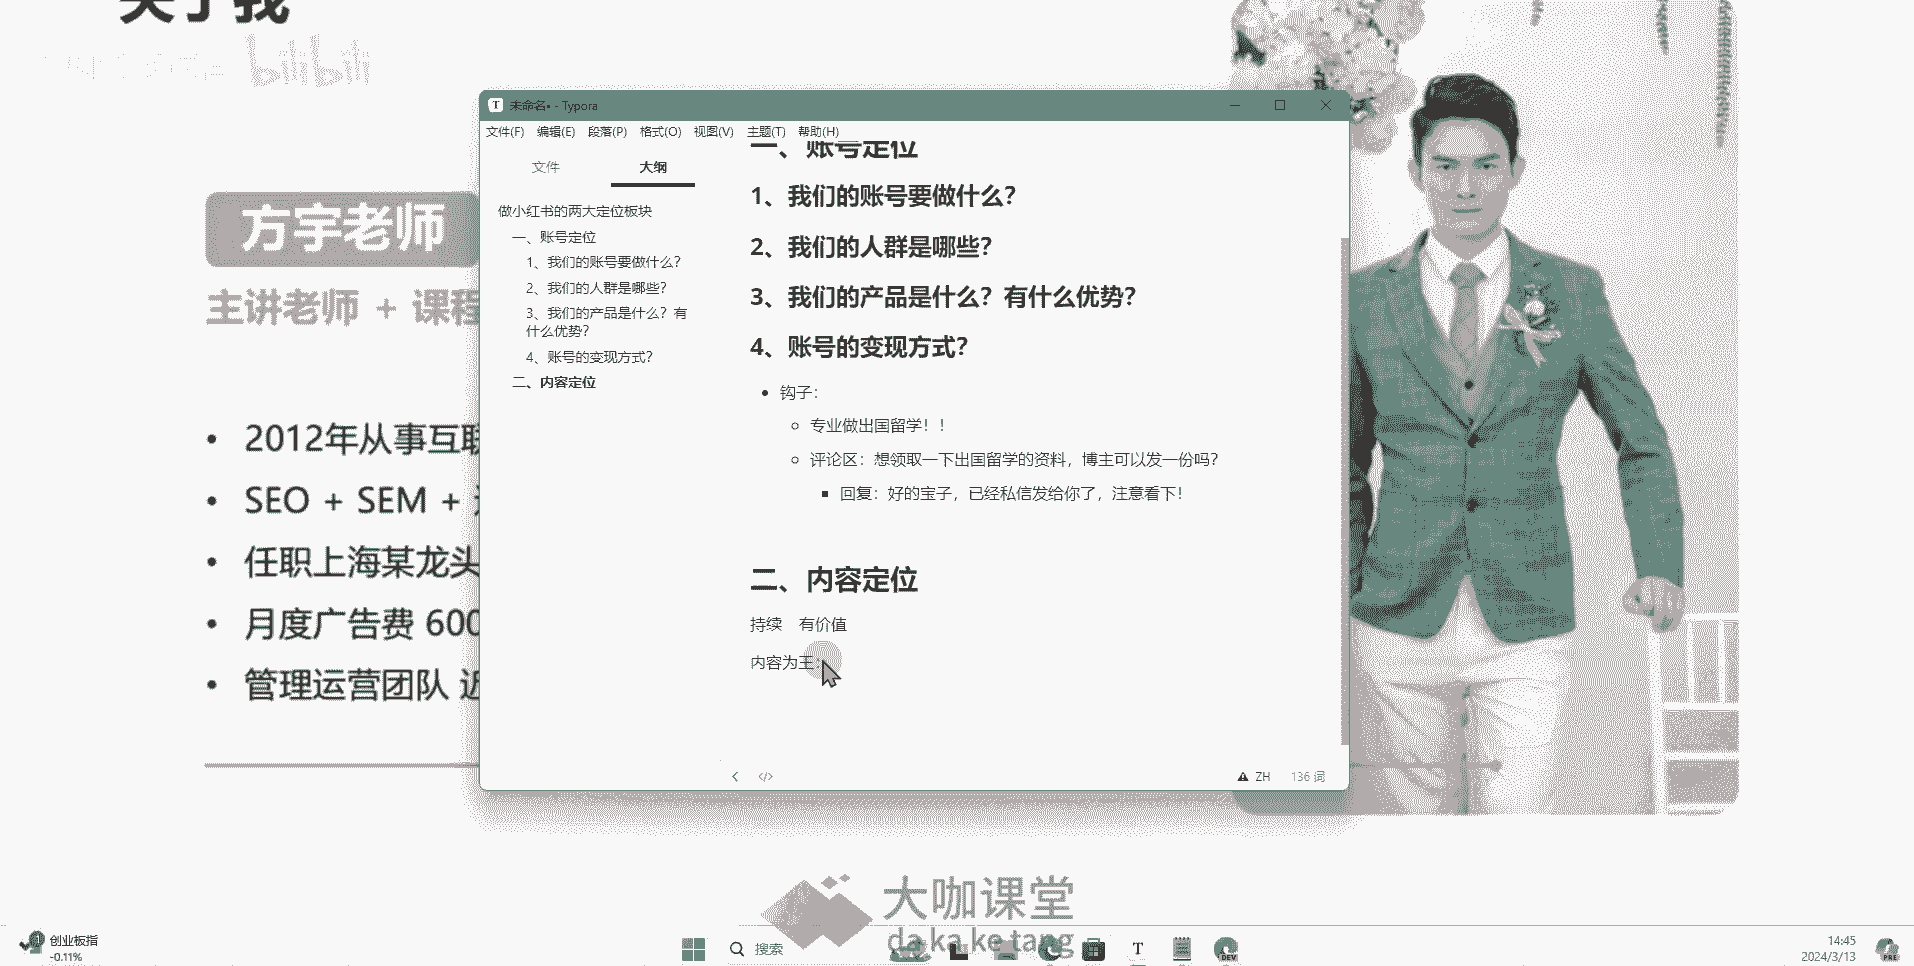 关于我
bilibili
方宇老师
主讲老师 + 课程
• 2012年从事互联
• SEO + SEM +
• 任职上海某龙头
• 月度广告费 600
• 管理运营团队 近
未命名• - Typora
文件(F) 编辑(E) 段落(P) 格式(O) 视图(V) 主题(T) 帮助(H)
文件 大纲
做小红书的两大定位板块
一、账号定位
1、我们的账号要做什么？
2、我们的人群是哪些？
3、我们的产品是什么？有
什么优势？
4、账号的变现方式？
二、内容定位
一、账号定位
1、我们的账号要做什么？
2、我们的人群是哪些？
3、我们的产品是什么？有什么优势？
4、账号的变现方式？
钩子：
专业做出国留学！！
评论区：想领取一下出国留学的资料，博主可以发一份吗？
回复：好的宝子，已经私信发给你了，注意看下！
二、内容定位
持续 有价值
内容为王：
</> ZH 136 词
大咖课堂
da ka ke tang
创业板指
-0.11%
搜索
T
DEV
14:45
2024/3/13
PRE